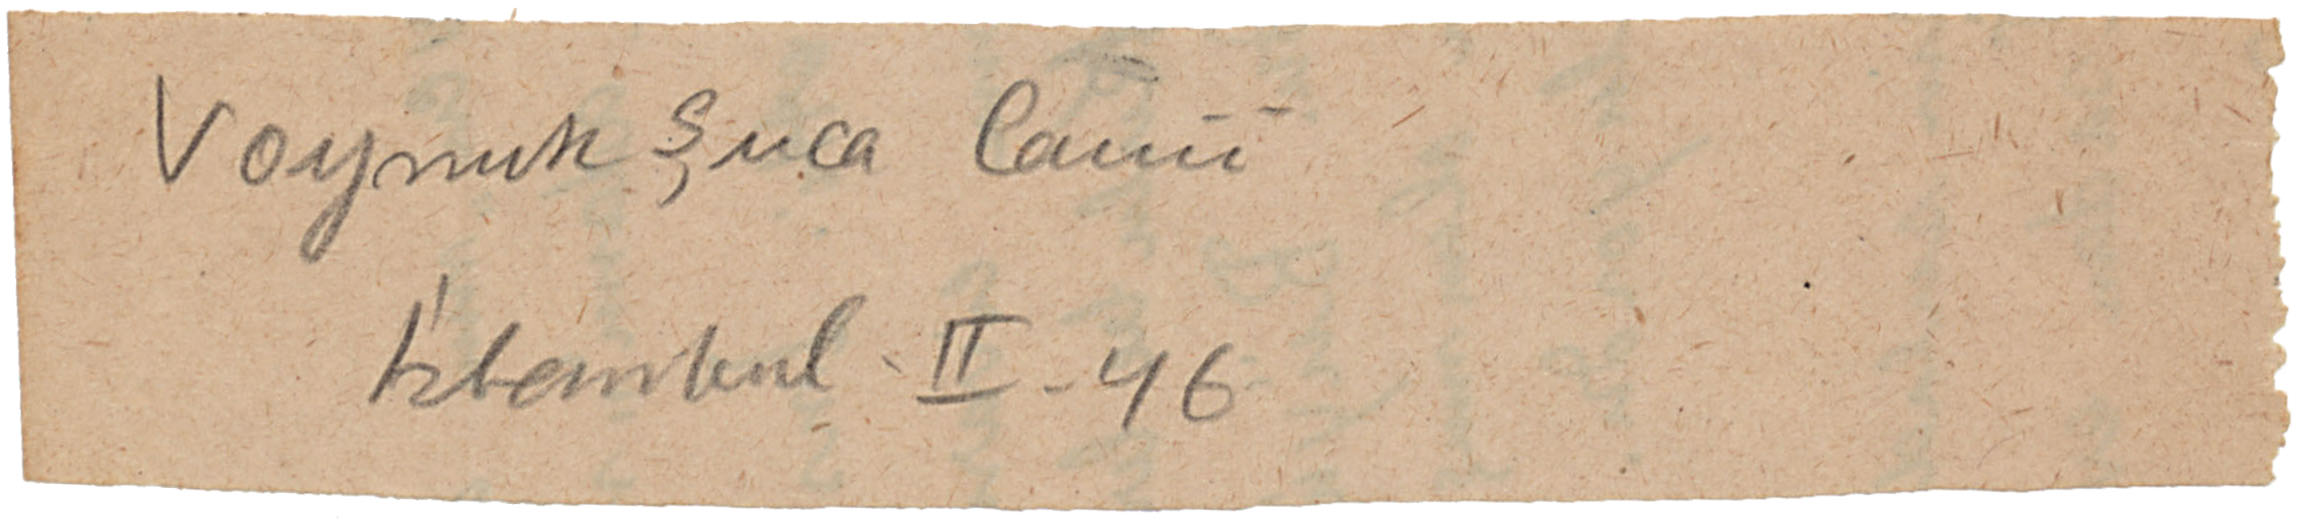 Voynuk Şuca Camii
İstanbul - II - 46